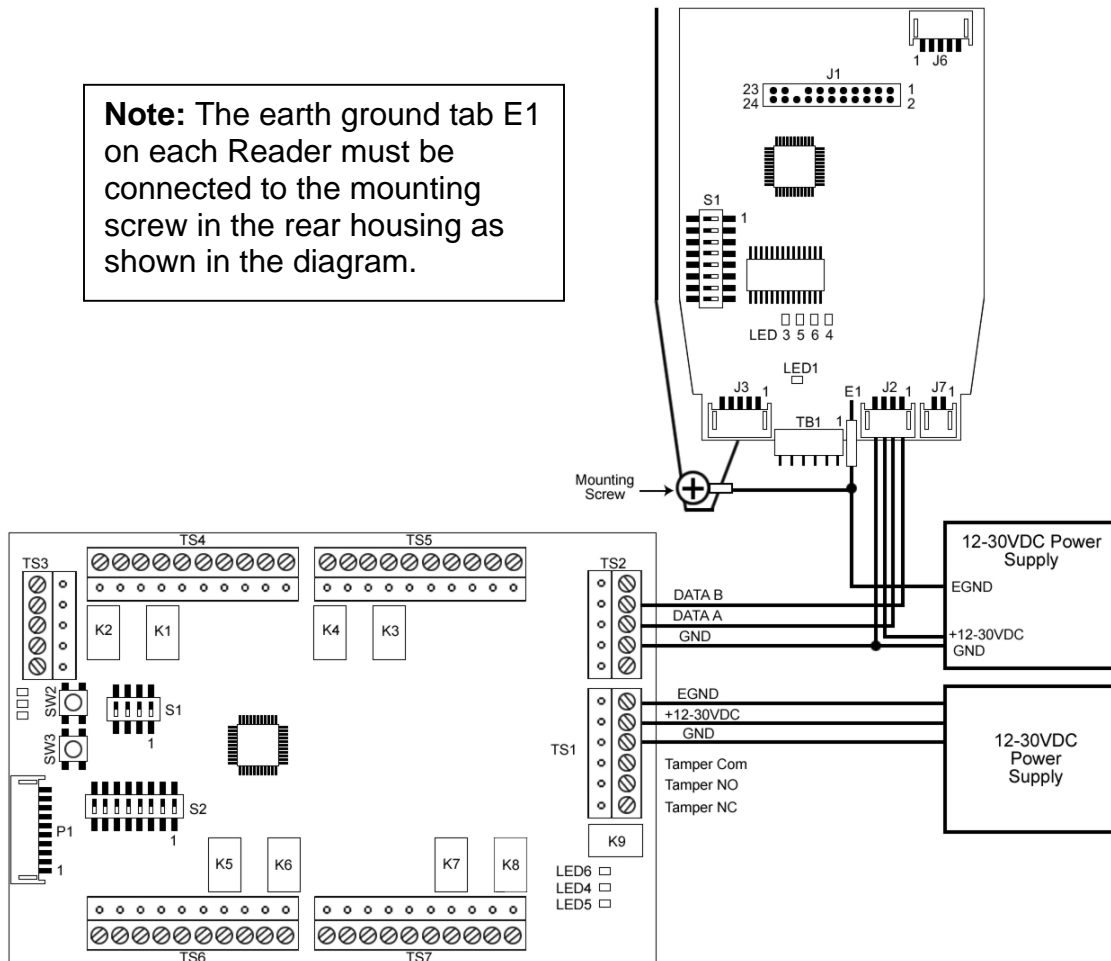 Note: The earth ground tab E1
on each Reader must be
connected to the mounting
screw in the rear housing as
shown in the diagram.
1 J6
J1
23 1
24 2
S1
1
LED 3 5 6 4
LED1
J3 1
TB1 1
E1
J2 1
J7 1
Mounting
Screw
12-30VDC Power
Supply
EGND
+12-30VDC
GND
TS4
TS5
TS3
TS2
DATA B
DATA A
GND
K2
K1
K4
K3
SW2
SW3
S1
1
TS1
EGND
+12-30VDC
GND
Tamper Com
Tamper NO
Tamper NC
12-30VDC
Power
Supply
P1
1
S2
1
K9
K5
K6
K7
K8
LED6
LED4
LED5
TS6
TS7